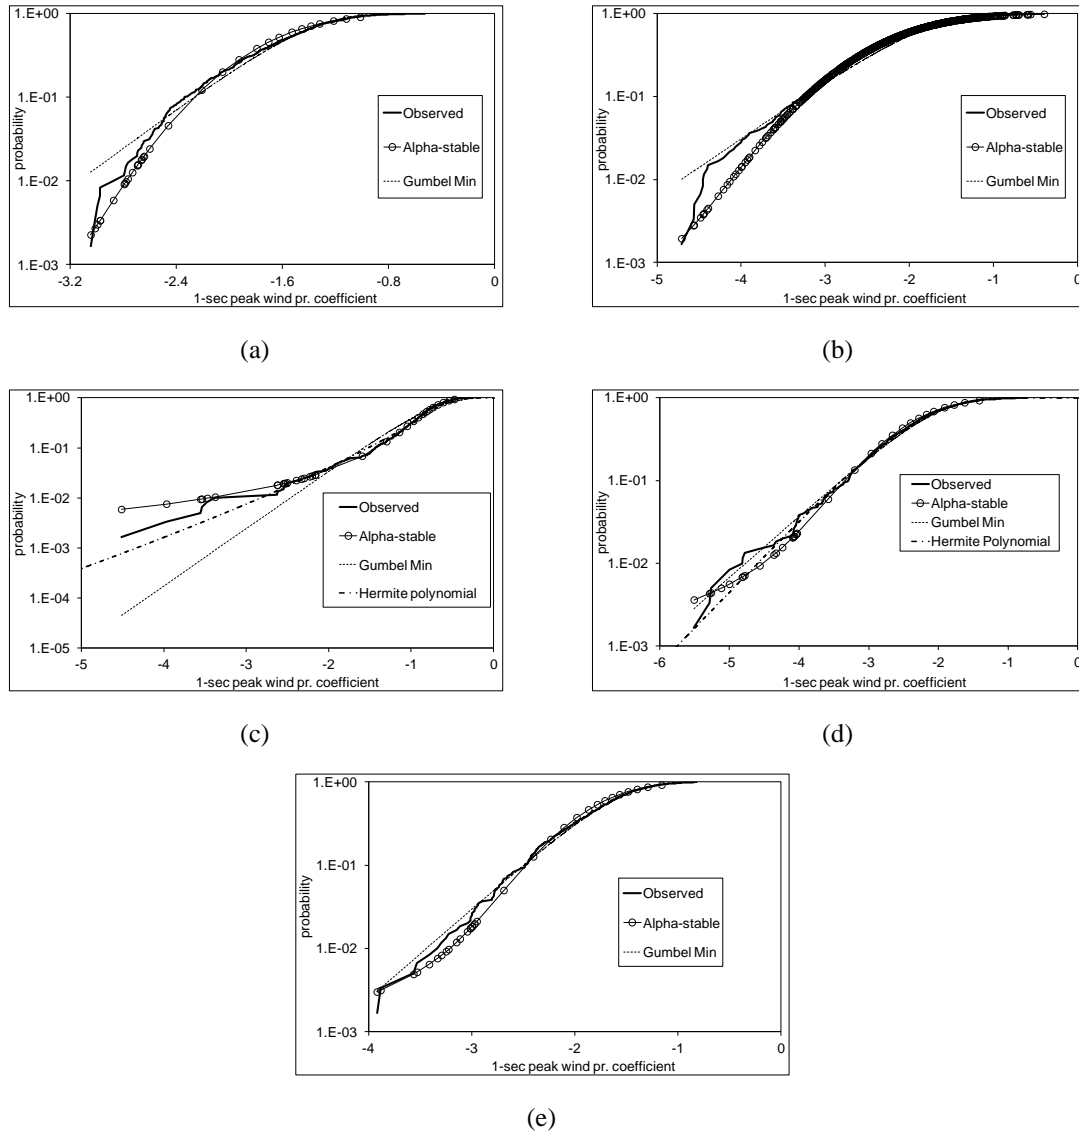 1.E+00
1.E-01
1.E-02
1.E-03
probability
-3.2
-2.4
-1.6
-0.8
0
1-sec peak wind pr. coefficient
Observed
Alpha-stable
Gumbel Min
(a)
1.E+00
1.E-01
1.E-02
1.E-03
probability
-5
-4
-3
-2
-1
0
1-sec peak wind pr. coefficient
Observed
Alpha-stable
Gumbel Min
(b)
1.E+00
1.E-01
1.E-02
1.E-03
1.E-04
1.E-05
probability
-5
-4
-3
-2
-1
0
1-sec peak wind pr. coefficient
Observed
Alpha-stable
Gumbel Min
Hermite polynomial
(c)
1.E+00
1.E-01
1.E-02
1.E-03
probability
-6
-5
-4
-3
-2
-1
0
1-sec peak wind pr. coefficient
Observed
Alpha-stable
Gumbel Min
Hermite Polynomial
(d)
1.E+00
1.E-01
1.E-02
1.E-03
probability
-4
-3
-2
-1
0
1-sec peak wind pr. coefficient
Observed
Alpha-stable
Gumbel Min
(e)